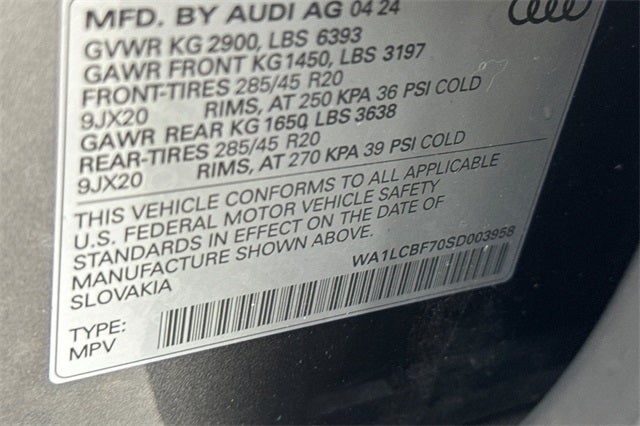 MFD. BY AUDI AG 04 24
GVWR KG 2900, LBS 6393
GAWR FRONT KG1450, LBS 3197
FRONT-TIRES 285/45 R20
9JX20 RIMS, AT 250 KPA 36 PSI COLD
GAWR REAR KG 1650, LBS 3638
REAR-TIRES 285/45 R20
9JX20 RIMS, AT 270 KPA 39 PSI COLD
THIS VEHICLE CONFORMS TO ALL APPLICABLE
U.S. FEDERAL MOTOR VEHICLE SAFETY
STANDARDS IN EFFECT ON THE DATE OF
MANUFACTURE SHOWN ABOVE.
SLOVAKIA
WA1LCBF70SD003958
TYPE:
MPV